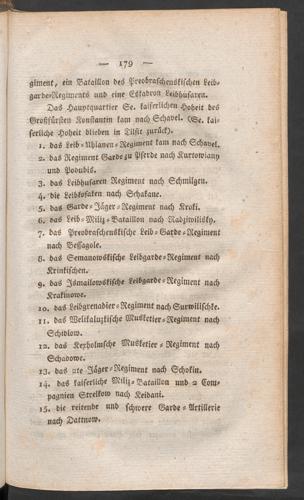 — 179 —
giment, ein Bataillon des Preobraschenskischen Leib-
garde-Regiments und eine Eskadron Leibhusaren.
Das Hauptquartier Se. kaiserlichen Hoheit des
Großfürsten Konstantin kam nach Schavel. (Se. kai-
serliche Hoheit blieben in Tilsit zurück).
1. das Leib-Uhlanen-Regiment kam nach Schavel.
2. das Regiment Garde zu Pferde nach Kurtowiany
und Podubis.
3. das Leibhusaren Regiment nach Schmilgen.
4. die Leibkosaken nach Schakane.
5. das Garde-Jäger-Regiment nach Kroki.
6. das Leib-Miliz-Bataillon nach Radziwilisky.
7. das Preobraschenskische Leib-Garde-Regiment
nach Bessagole.
8. das Semanowskische Leibgarde-Regiment nach
Krinkischen.
9. das Ismailowskische Leibgarde-Regiment nach
Krakinowe.
10. das Leibgrenadier-Regiment nach Surwilischke.
11. das Welikaluzkische Musketier-Regiment nach
Schidlow.
12. das Kexholmsche Musketier-Regiment nach
Schadowe.
13. das 2te Jäger-Regiment nach Schokin.
14. das kaiserliche Miliz-Bataillon und 2 Com-
pagnien Strelkow nach Keidani.
15. die reitende und schwere Garde-Artillerie
nach Dattnow.